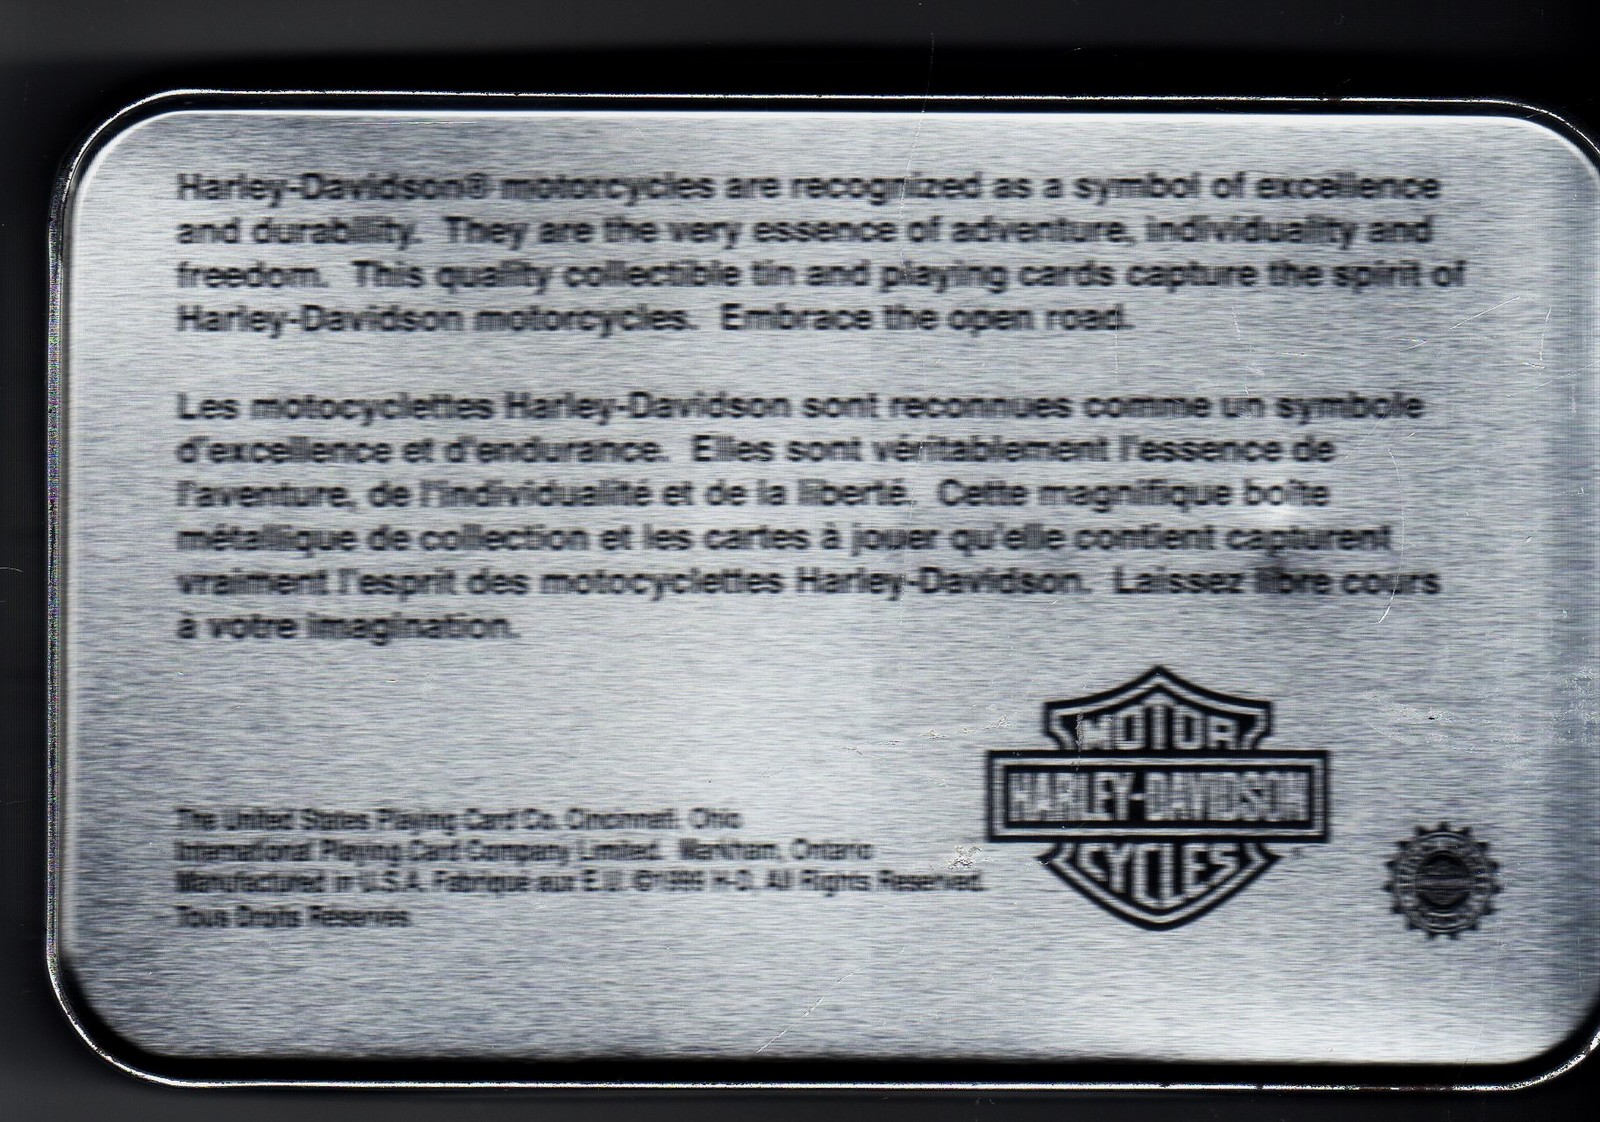 Harley-Davidson® motorcycles are recognized as a symbol of excellence
and durability. They are the very essence of adventure, individuality and
freedom. This quality collectible tin and playing cards capture the spirit of
Harley-Davidson motorcycles. Embrace the open road.
Les motocyclettes Harley-Davidson sont reconnues comme un symbole
d'excellence et d'endurance. Elles sont véritablement l'essence de
l'aventure, de l'individualité et de la liberté. Cette magnifique boîte
métallique de collection et les cartes à jouer qu'elle contient capturent
vraiment l'esprit des motocyclettes Harley-Davidson. Laissez libre cours
à votre imagination.
MOTOR
HARLEY-DAVIDSON
CYCLES
The United States Playing Card Co. Cincinnati. Ohio
International Playing Card Company Limited. Markham, Ontario
Manufactured in U.S.A. Fabriqué aux E.U. ©1999 H-D. All Rights Reserved.
Tous Droits Réservés